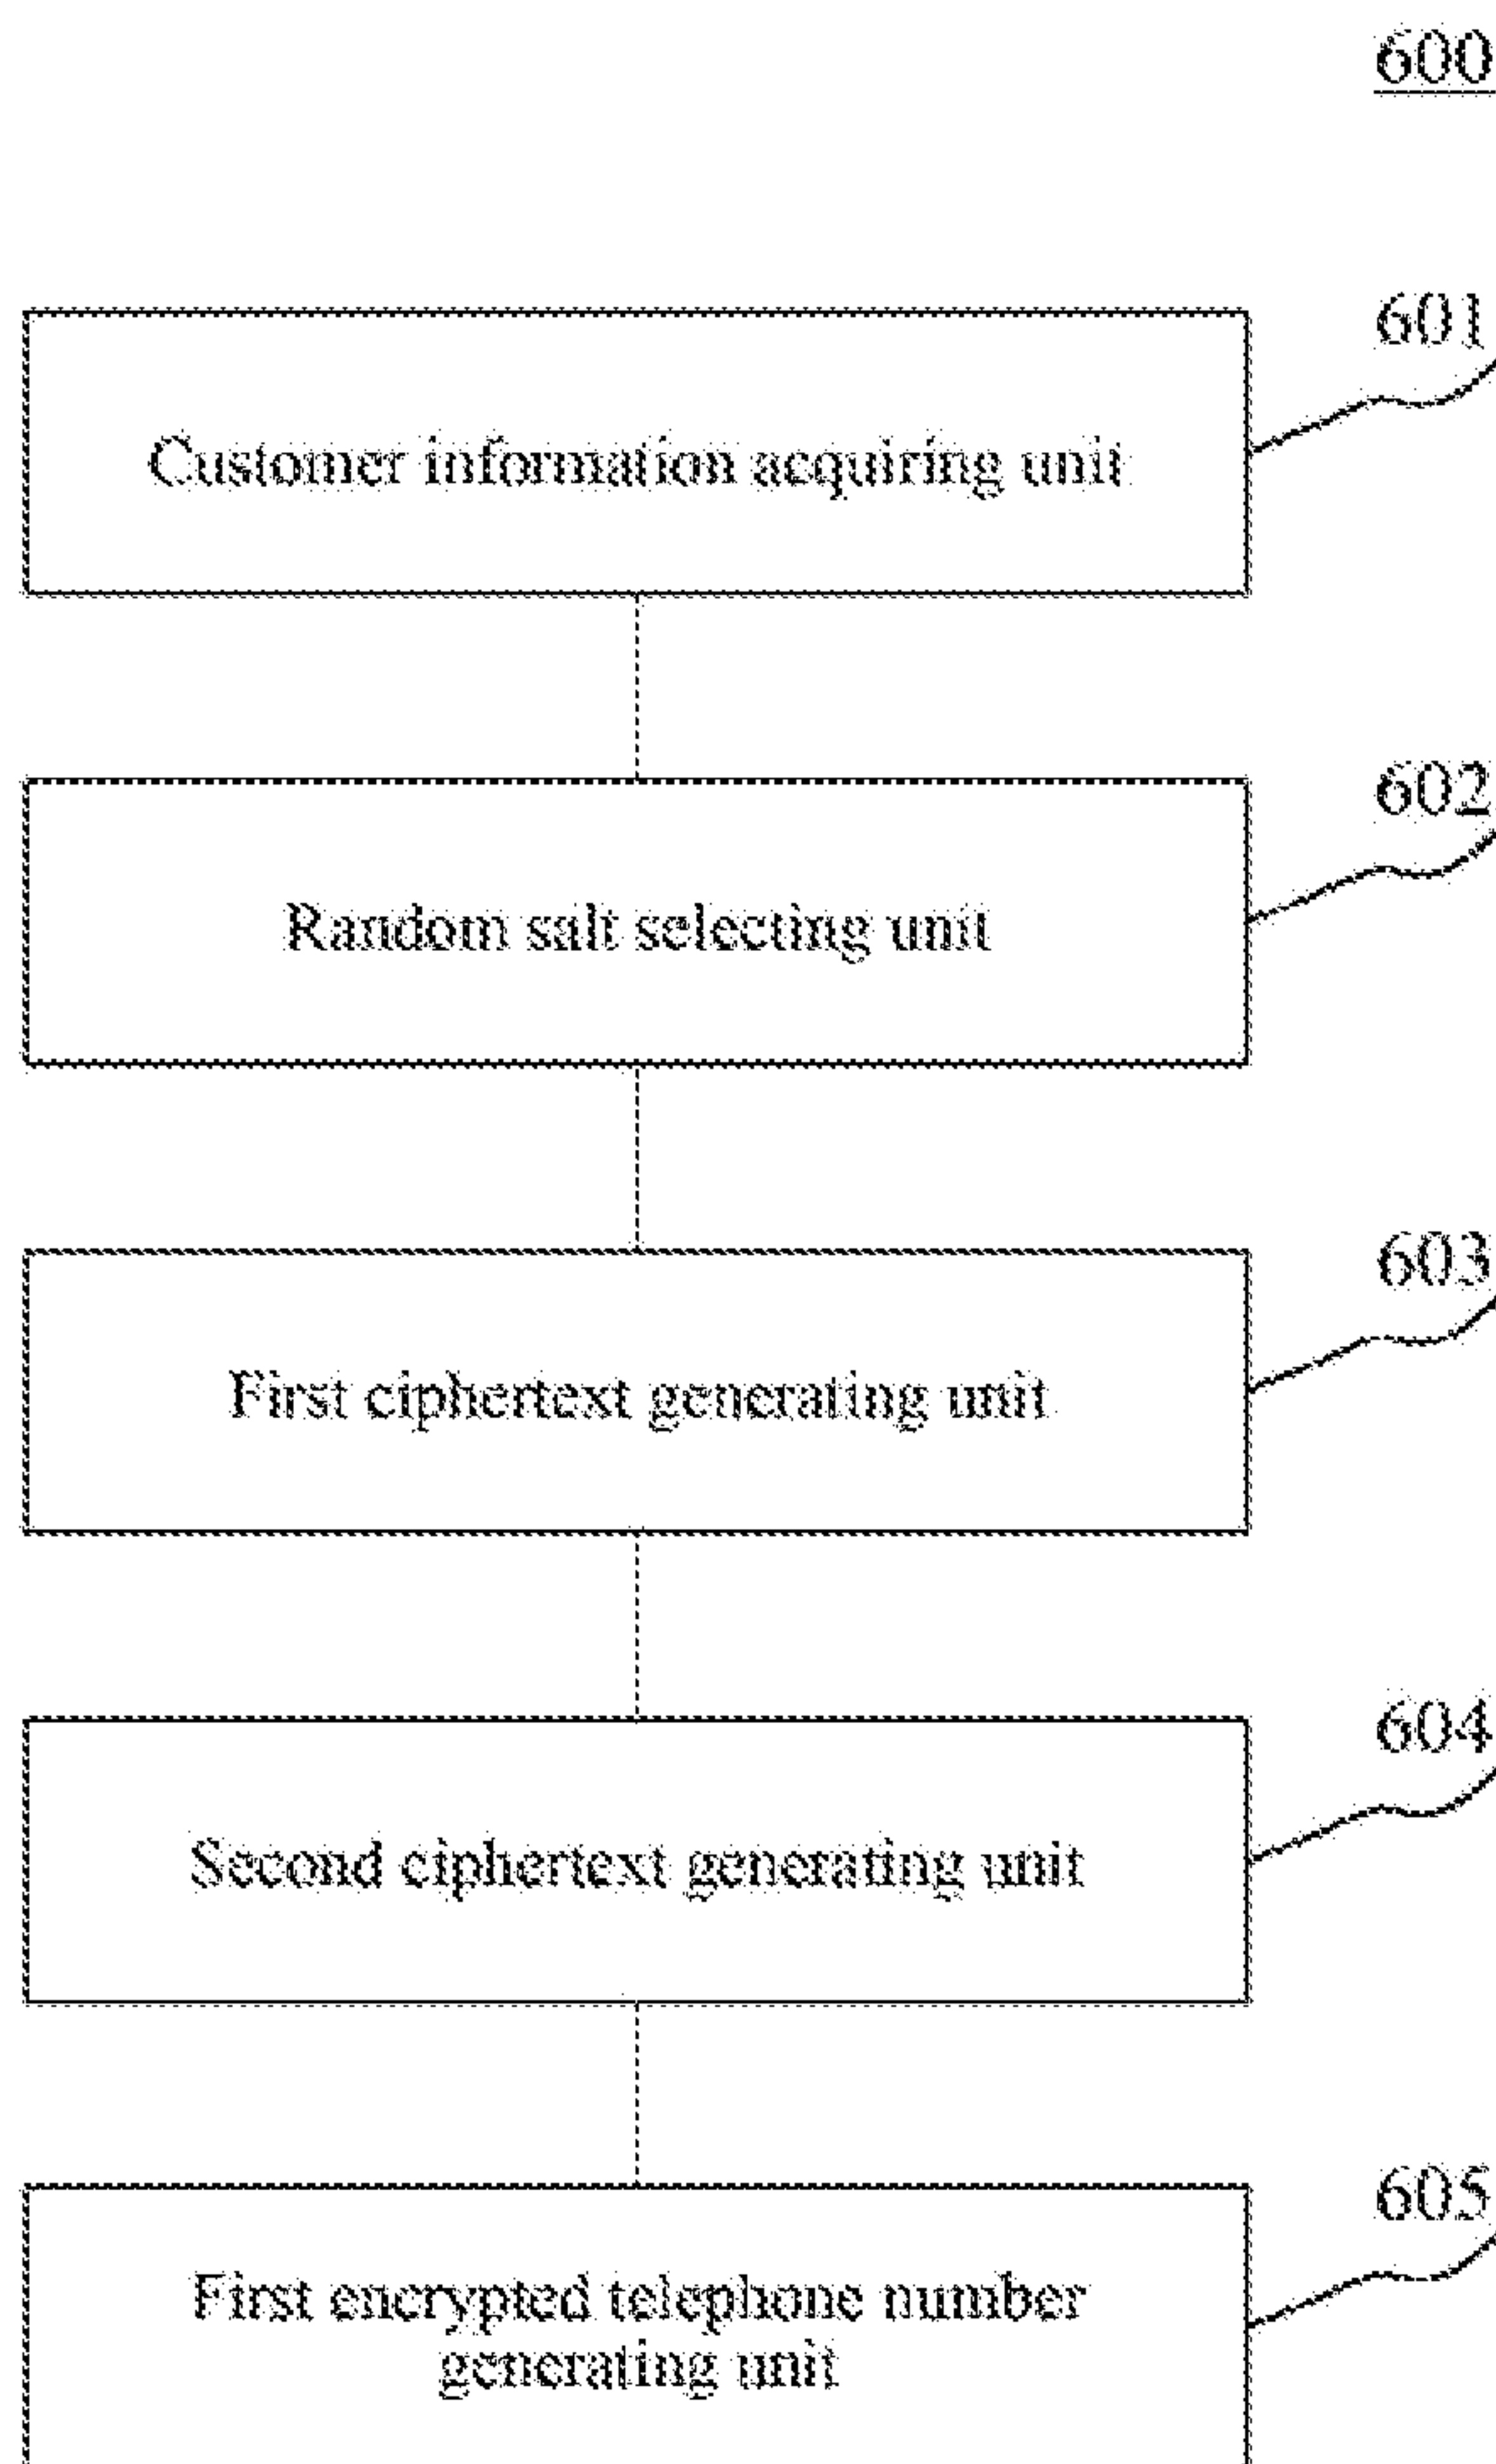 600
601
Customer information acquiring unit
602
Random salt selecting unit
603
First ciphertext generating unit
604
Second ciphertext generating unit
605
First encrypted telephone number
generating unit